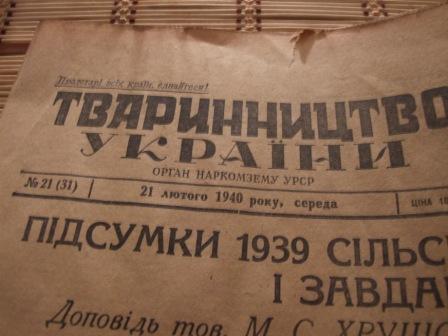 Пролетарі всіх країн, єднайтеся!
ТВАРИННИЦТВО
УКРАЇНИ
ОРГАН НАРКОМЗЕМУ УРСР
№ 21 (31) 21 лютого 1940 року, середа ЦІНА 10
ПІДСУМКИ 1939 СІЛЬС
І ЗАВДА
Доповідь тов. М. С. ХРУЩ